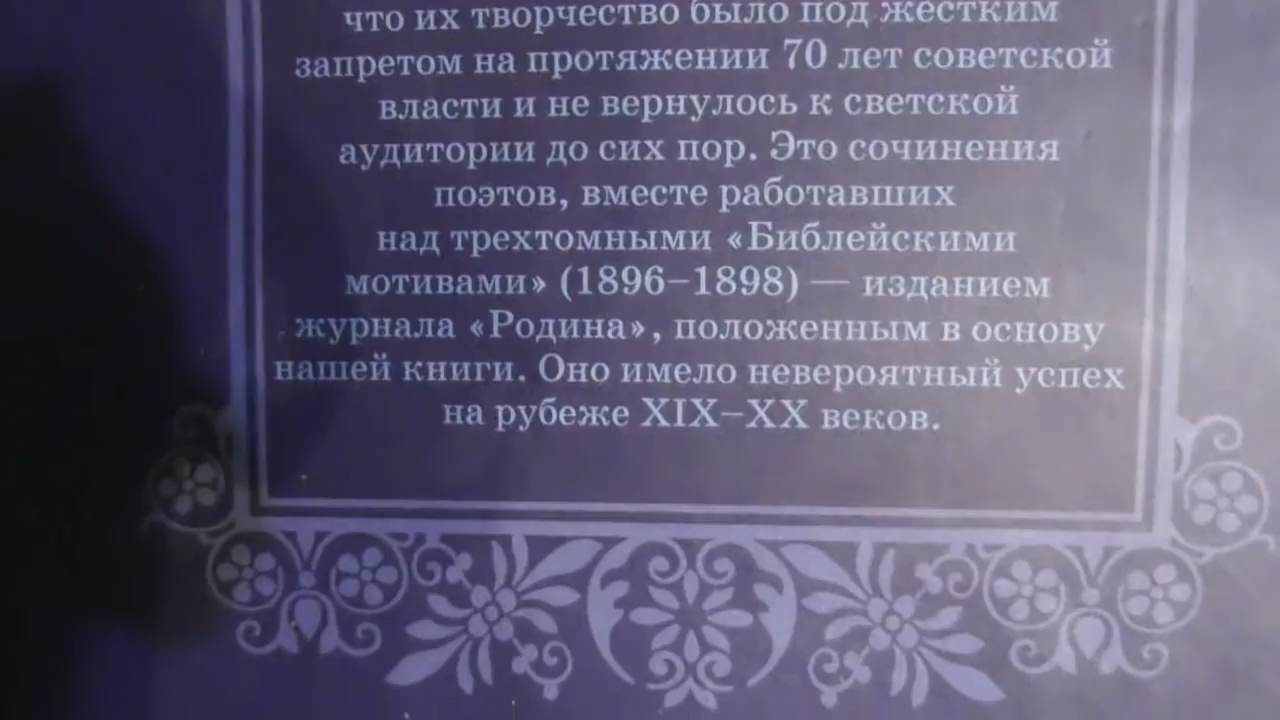 что их творчество было под жестким
запретом на протяжении 70 лет советской
власти и не вернулось к светской
аудитории до сих пор. Это сочинения
поэтов, вместе работавших
над трехтомными «Библейскими
мотивами» (1896–1898) — изданием
журнала «Родина», положенным в основу
нашей книги. Оно имело невероятный успех
на рубеже XIX–XX веков.